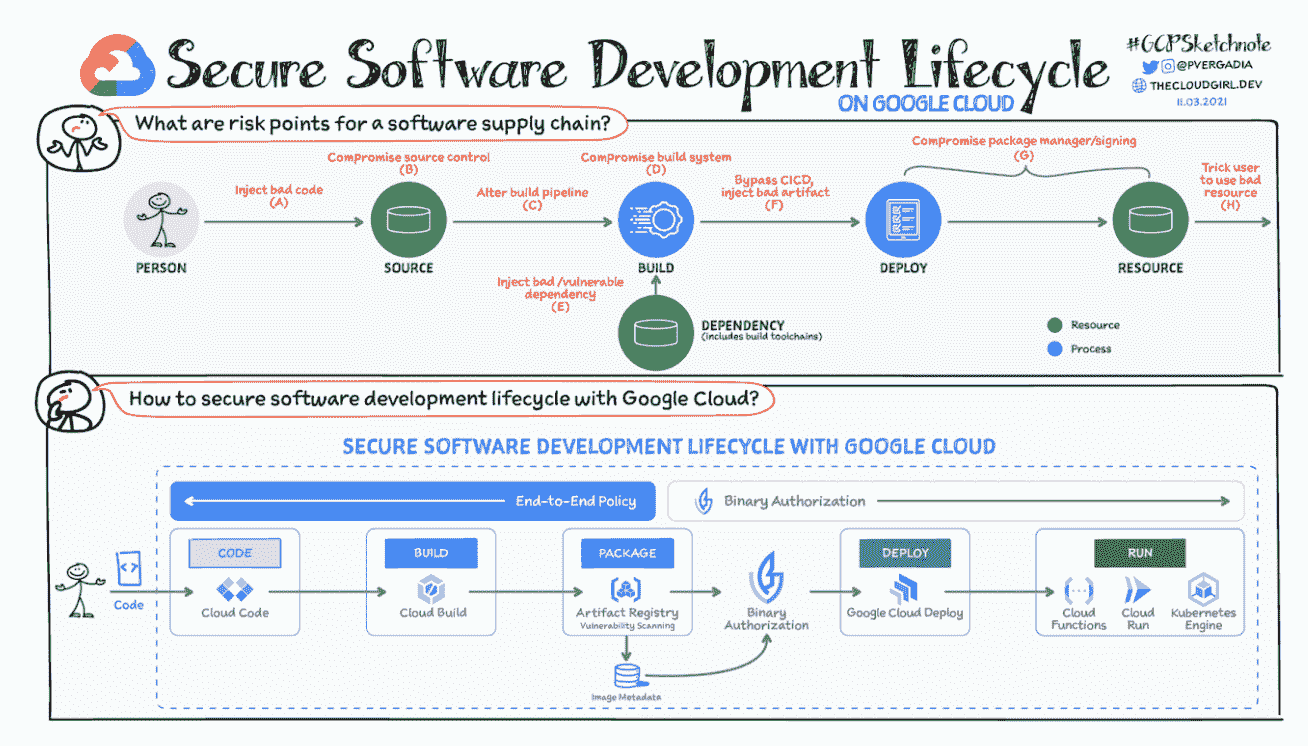 Secure Software Development Lifecycle
ON GOOGLE CLOUD
#GCPSketchnote
@PVERGADIA
THECLOUDGIRL.DEV
11.03.2021
What are risk points for a software supply chain?
Inject bad code
(A)
Compromise source control
(B)
Alter build pipeline
(C)
Compromise build system
(D)
Bypass CICD,
inject bad artifact
(F)
Compromise package manager/signing
(G)
Trick user
to use bad
resource
(H)
PERSON
SOURCE
BUILD
DEPLOY
RESOURCE
Inject bad /vulnerable
dependency
(E)
DEPENDENCY
(includes build toolchains)
Resource
Process
How to secure software development lifecycle with Google Cloud?
SECURE SOFTWARE DEVELOPMENT LIFECYCLE WITH GOOGLE CLOUD
End-to-End Policy
Binary Authorization
Code
CODE
Cloud Code
BUILD
Cloud Build
PACKAGE
Artifact Registry
Vulnerability Scanning
Image Metadata
Binary
Authorization
DEPLOY
Google Cloud Deploy
RUN
Cloud
Functions
Cloud
Run
Kubernetes
Engine